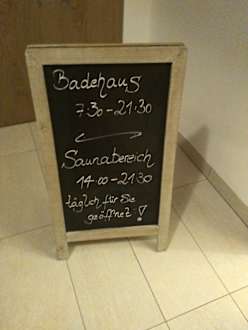 Badehaus
7:30-21:30
Saunabereich
14:00-21:30
täglich für Sie
geöffnet!